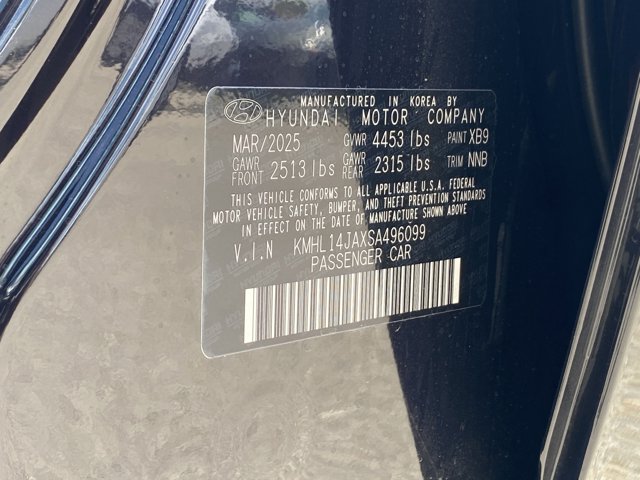 MANUFACTURED IN KOREA BY
HYUNDAI MOTOR COMPANY
MAR/2025 GVWR 4453 lbs PAINT XB9
GAWR FRONT 2513 lbs GAWR REAR 2315 lbs TRIM NNB
THIS VEHICLE CONFORMS TO ALL APPLICABLE U.S.A. FEDERAL
MOTOR VEHICLE SAFETY, BUMPER, AND THEFT PREVENTION STANDARDS
IN EFFECT ON THE DATE OF MANUFACTURE SHOWN ABOVE.
V.I.N KMHL14JAXSA496099
PASSENGER CAR